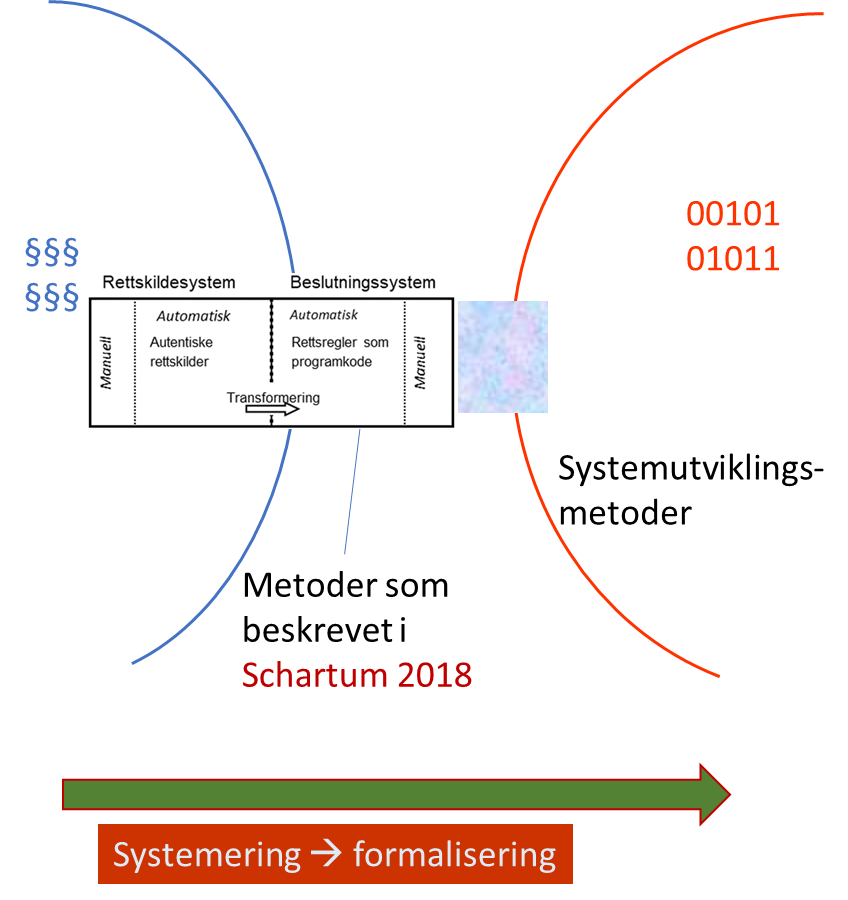 00101
01011
§§§
§§§
Rettskildesystem
Beslutningssystem
Manuell
Automatisk
Autentiske
rettskilder
Automatisk
Rettsregler som
programkode
Manuell
Transformering
Systemutviklings-
metoder
Metoder som
beskrevet i
Schartum 2018
Systemering → formalisering